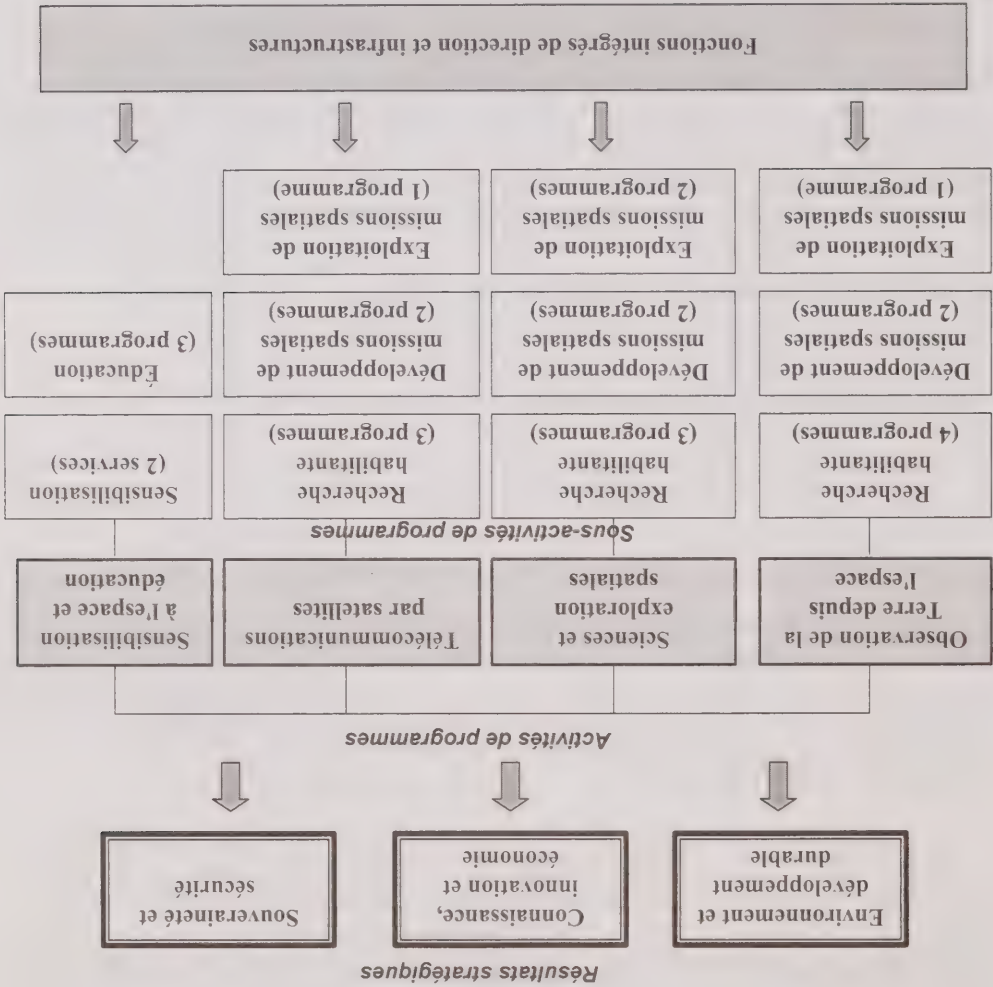 Résultats stratégiques
Environnement et
développement
durable
Connaissance,
innovation et
économie
Souveraineté et
sécurité
Activités de programmes
Observation de la
Terre depuis
l'espace
Sciences et
exploration
spatiales
Télécommunications
par satellites
Sensibilisation
à l'espace et
éducation
Sous-activités de programmes
Recherche
habilitante
(4 programmes)
Recherche
habilitante
(3 programmes)
Recherche
habilitante
(3 programmes)
Sensibilisation
(2 services)
Développement de
missions spatiales
(2 programmes)
Développement de
missions spatiales
(2 programmes)
Développement de
missions spatiales
(2 programmes)
Éducation
(3 programmes)
Exploitation de
missions spatiales
(1 programme)
Exploitation de
missions spatiales
(2 programmes)
Exploitation de
missions spatiales
(1 programme)
Fonctions intégrés de direction et infrastructures